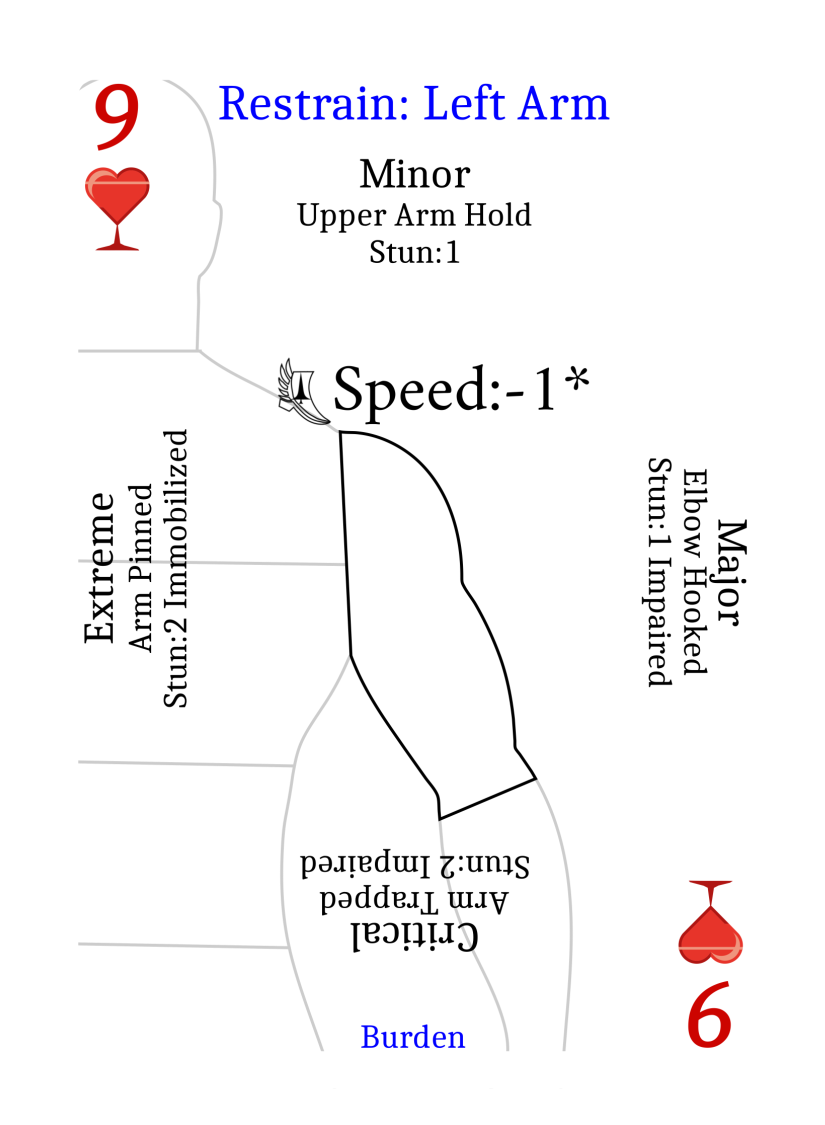 9
Restrain: Left Arm
Minor
Upper Arm Hold
Stun:1
Speed:-1*
Extreme
Arm Pinned
Stun:2 Immobilized
Major
Elbow Hooked
Stun:1 Impaired
Critical
Arm Trapped
Stun:2 Impaired
Burden
9